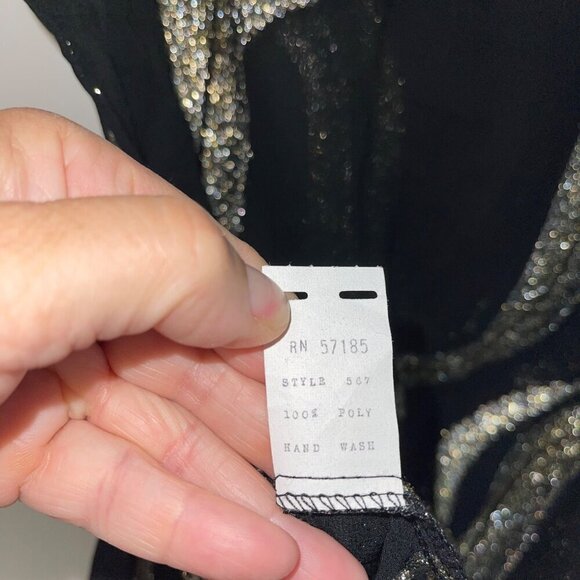 RN 57185
STYLE 567
100% POLY
HAND WASH